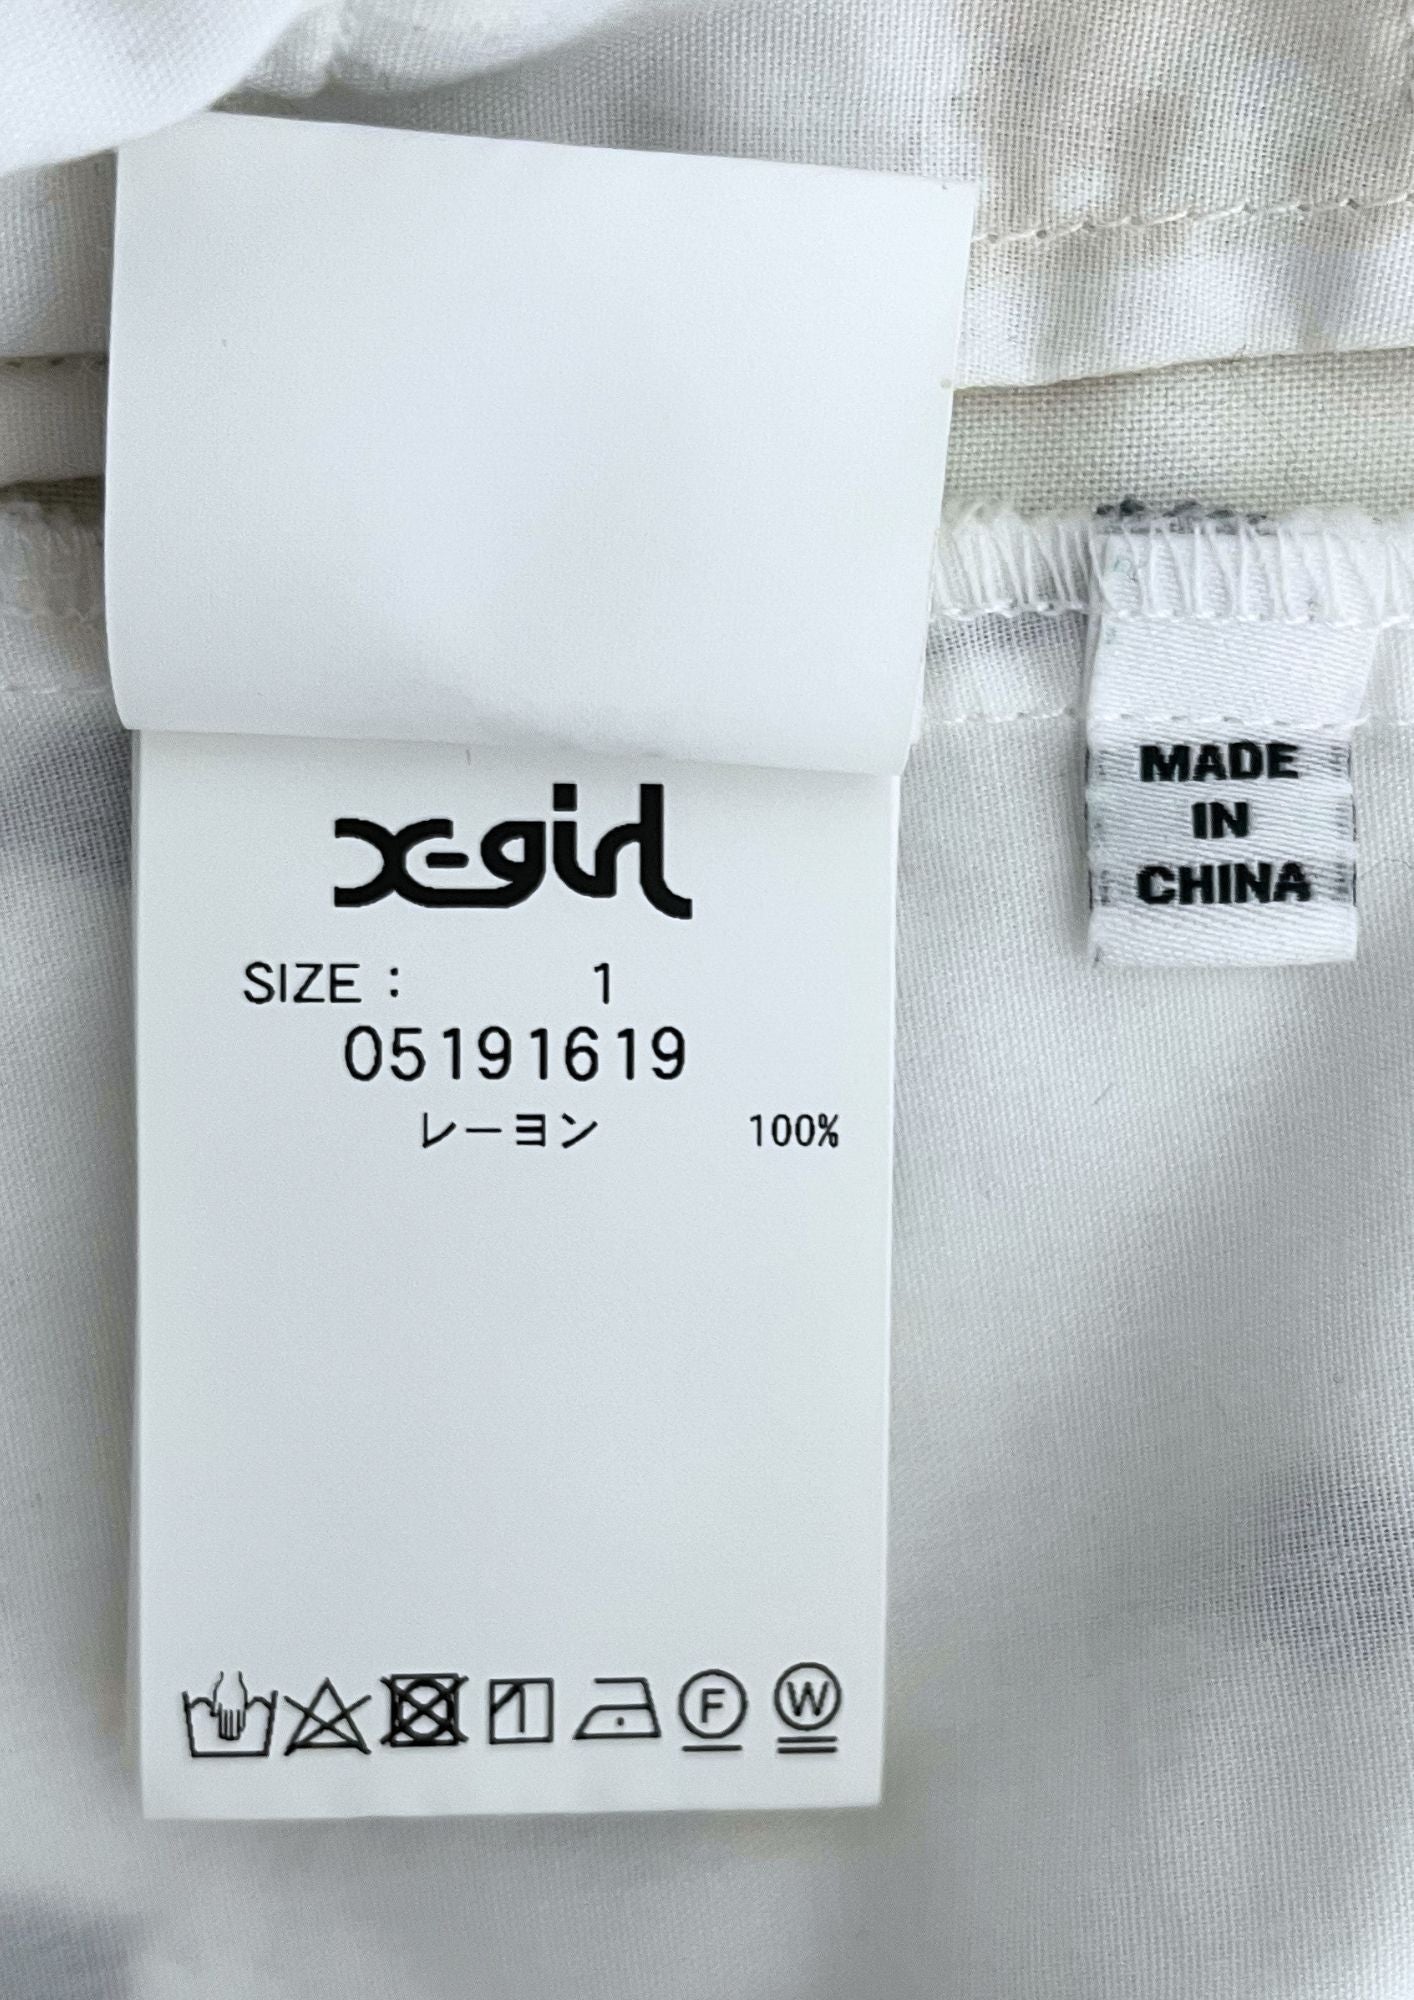 x-girl
SIZE : 1
05191619
レーヨン 100%
F
W
MADE
IN
CHINA